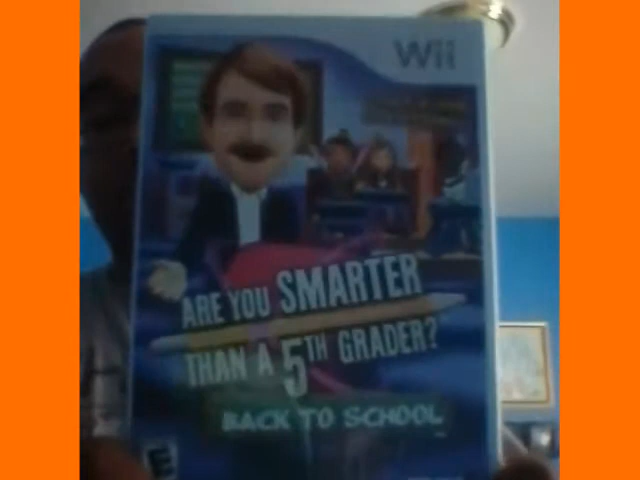 Wii
ARE YOU SMARTER
THAN A 5TH GRADER?
BACK TO SCHOOL
E